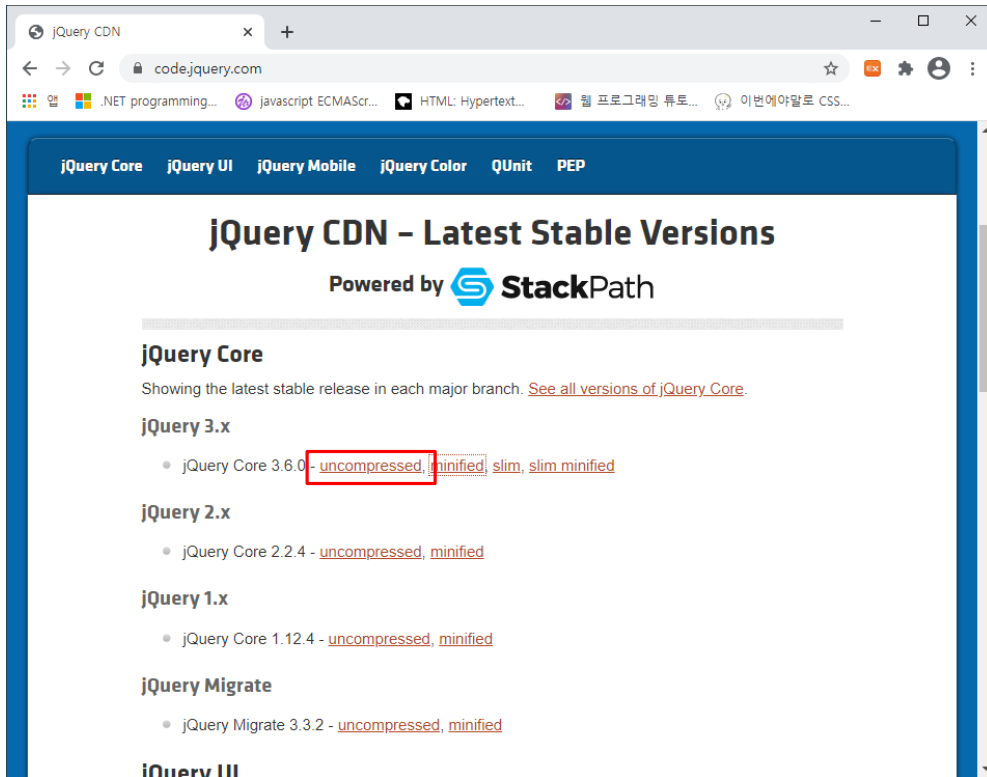 jQuery CDN
code.jquery.com
앱 .NET programming... javascript ECMAScr... HTML: Hypertext... 웹 프로그래밍 튜토... 이번에야말로 CSS...
jQuery Core jQuery UI jQuery Mobile jQuery Color QUnit PEP
jQuery CDN – Latest Stable Versions
Powered by StackPath
jQuery Core
Showing the latest stable release in each major branch. See all versions of jQuery Core.
jQuery 3.x
jQuery Core 3.6.0 - uncompressed, minified, slim, slim minified
jQuery 2.x
jQuery Core 2.2.4 - uncompressed, minified
jQuery 1.x
jQuery Core 1.12.4 - uncompressed, minified
jQuery Migrate
jQuery Migrate 3.3.2 - uncompressed, minified
jQuery UI